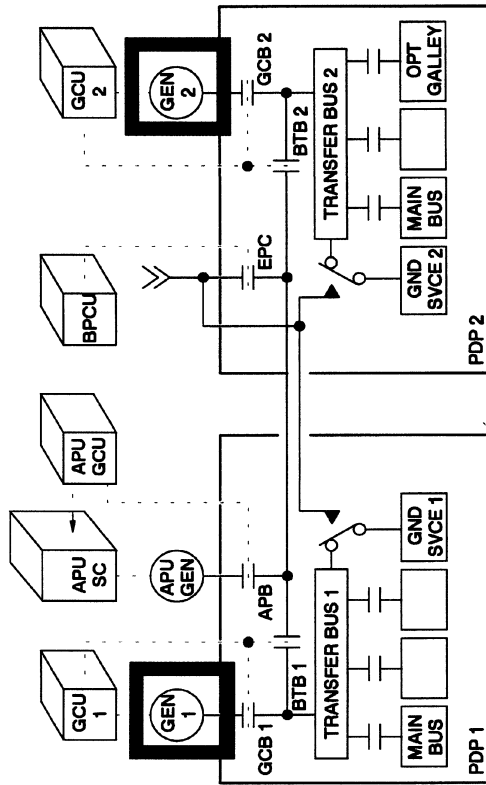 GCU
1
APU
SC
APU
GCU
BPCU
GCU
2
GEN
1
APU
GEN
GEN
2
GCB 1
APB
EPC
GCB 2
BTB 1
BTB 2
TRANSFER BUS 1
TRANSFER BUS 2
MAIN
BUS
GND
SVCE 1
GND
SVCE 2
MAIN
BUS
OPT
GALLEY
PDP 1
PDP 2